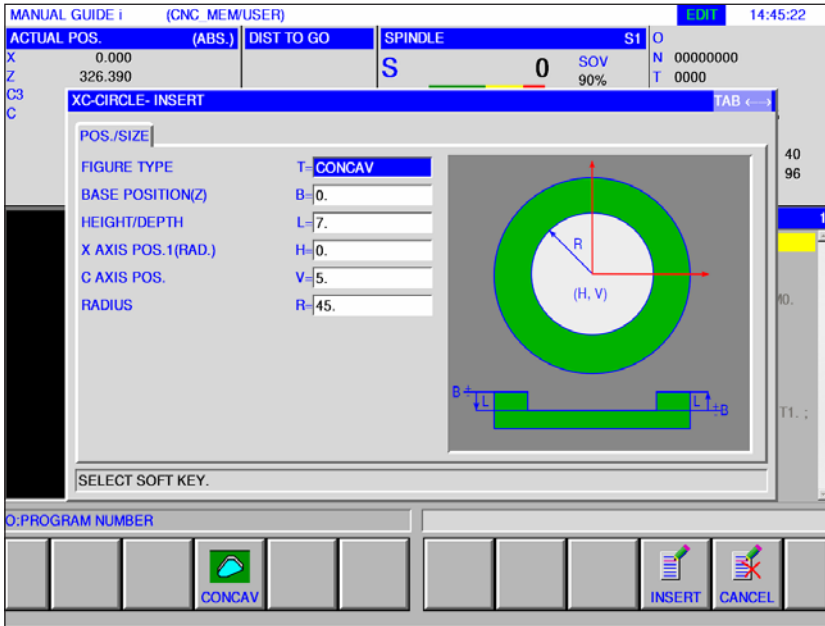 MANUAL GUIDE i (CNC_MEM/USER) EDIT 14:45:22
ACTUAL POS. (ABS.) DIST TO GO SPINDLE S1 O
X 0.000 S 0 SOV N 00000000
Z 326.390 90% T 0000
C3
C
XC-CIRCLE- INSERT TAB ⟷
POS./SIZE
FIGURE TYPE T= CONCAV
BASE POSITION(Z) B= 0.
HEIGHT/DEPTH L= 7.
X AXIS POS.1(RAD.) H= 0.
C AXIS POS. V= 5.
RADIUS R= 45.
R
(H, V)
B ÷ L L ÷B
40
96
1
M0.
T1. ;
SELECT SOFT KEY.
O:PROGRAM NUMBER
CONCAV INSERT CANCEL